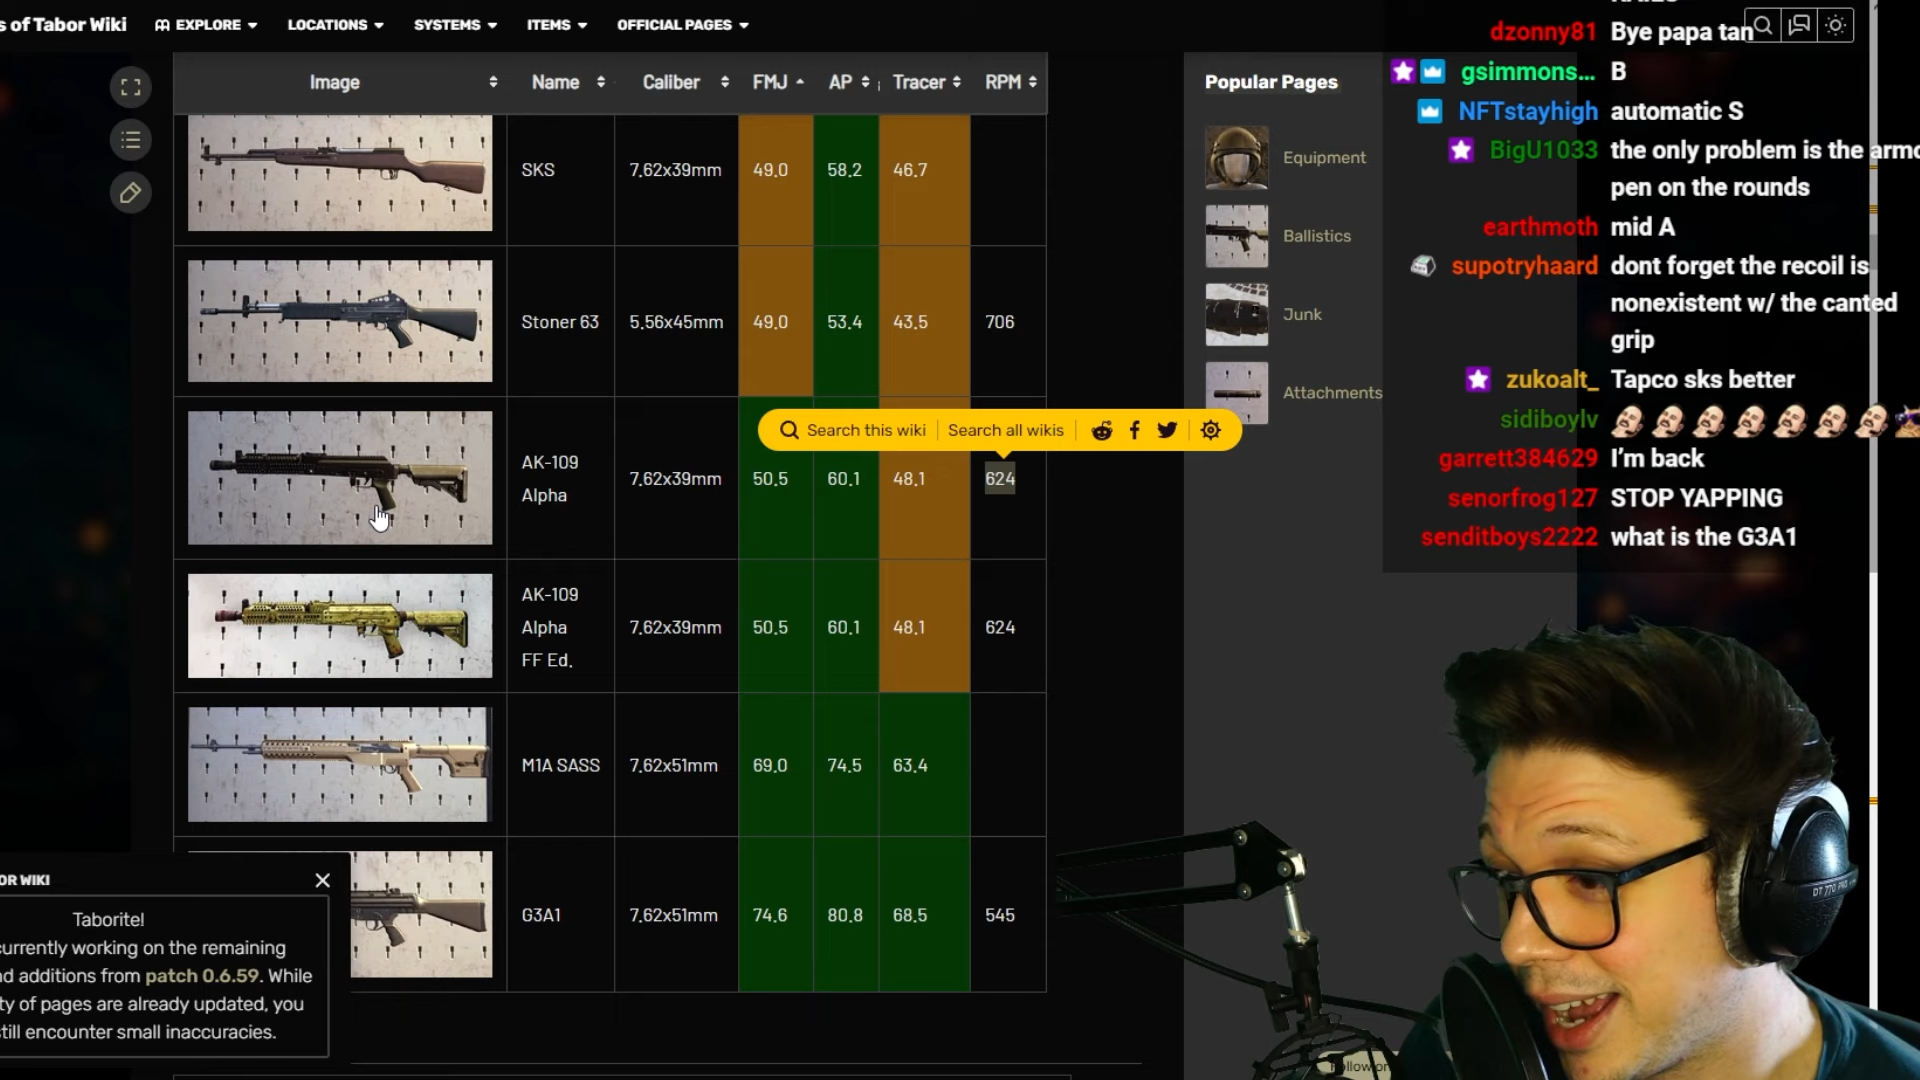 s of Tabor Wiki EXPLORE LOCATIONS SYSTEMS ITEMS OFFICIAL PAGES
Image Name Caliber FMJ AP Tracer RPM
SKS 7.62x39mm 49.0 58.2 46.7
Stoner 63 5.56x45mm 49.0 53.4 43.5 706
AK-109
Alpha
7.62x39mm 50.5 60.1 48.1 624
Search this wiki Search all wikis
AK-109
Alpha
FF Ed.
7.62x39mm 50.5 60.1 48.1 624
M1A SASS 7.62x51mm 69.0 74.5 63.4
G3A1 7.62x51mm 74.6 80.8 68.5 545
OR WIKI
Taborite!
currently working on the remaining
nd additions from patch 0.6.59. While
ty of pages are already updated, you
still encounter small inaccuracies.
Popular Pages
Equipment
Ballistics
Junk
Attachments
dzonny81 Bye papa tan
gsimmons... B
NFTstayhigh automatic S
BigU1033 the only problem is the armo
pen on the rounds
earthmoth mid A
supotryhaard dont forget the recoil is
nonexistent w/ the canted
grip
zukoalt_ Tapco sks better
sidiboylv
garrett384629 I'm back
senorfrog127 STOP YAPPING
senditboys2222 what is the G3A1
DT 770 PRO